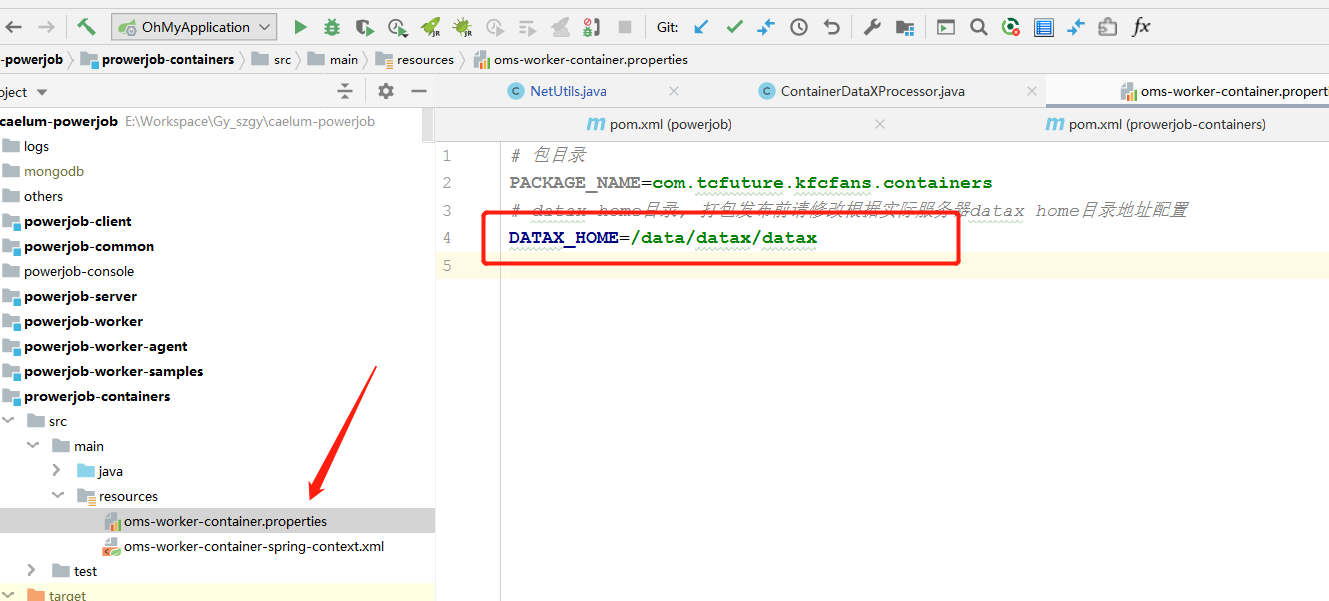 OhMyApplication
Git:
fx
-powerjob
prowerjob-containers
src
main
resources
oms-worker-container.properties
oject
NetUtils.java
ContainerDataXProcessor.java
oms-worker-container.properti
caelum-powerjob E:\Workspace\Gy_szgy\caelum-powerjob
pom.xml (powerjob)
pom.xml (prowerjob-containers)
logs
mongodb
others
powerjob-client
powerjob-common
powerjob-console
powerjob-server
powerjob-worker
powerjob-worker-agent
powerjob-worker-samples
prowerjob-containers
src
main
java
resources
oms-worker-container.properties
oms-worker-container-spring-context.xml
test
target
1 # 包目录
2 PACKAGE_NAME=com.tcfuture.kfcfans.containers
3 # datax home目录, 打包发布前请修改根据实际服务器datax home目录地址配置
4 DATAX_HOME=/data/datax/datax
5